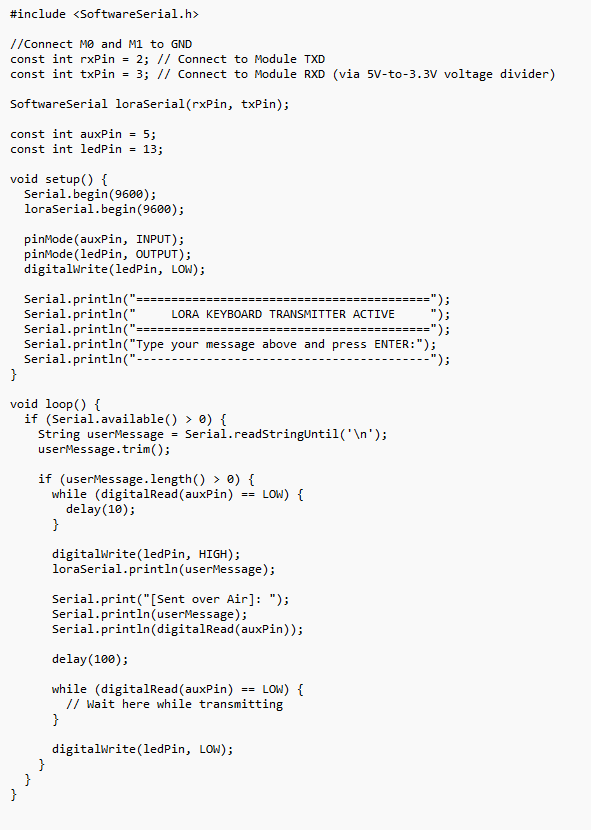 #include <SoftwareSerial.h>

//Connect M0 and M1 to GND
const int rxPin = 2; // Connect to Module TXD
const int txPin = 3; // Connect to Module RXD (via 5V-to-3.3V voltage divider)

SoftwareSerial loraSerial(rxPin, txPin);

const int auxPin = 5;
const int ledPin = 13;

void setup() {
  Serial.begin(9600);
  loraSerial.begin(9600);

  pinMode(auxPin, INPUT);
  pinMode(ledPin, OUTPUT);
  digitalWrite(ledPin, LOW);

  Serial.println("==========================================");
  Serial.println("     LORA KEYBOARD TRANSMITTER ACTIVE     ");
  Serial.println("==========================================");
  Serial.println("Type your message above and press ENTER:");
  Serial.println("------------------------------------------");
}

void loop() {
  if (Serial.available() > 0) {
    String userMessage = Serial.readStringUntil('\n');
    userMessage.trim();

    if (userMessage.length() > 0) {
      while (digitalRead(auxPin) == LOW) {
        delay(10);
      }

      digitalWrite(ledPin, HIGH);
      loraSerial.println(userMessage);

      Serial.print("[Sent over Air]: ");
      Serial.println(userMessage);
      Serial.println(digitalRead(auxPin));

      delay(100);

      while (digitalRead(auxPin) == LOW) {
        // Wait here while transmitting
      }

      digitalWrite(ledPin, LOW);
    }
  }
}